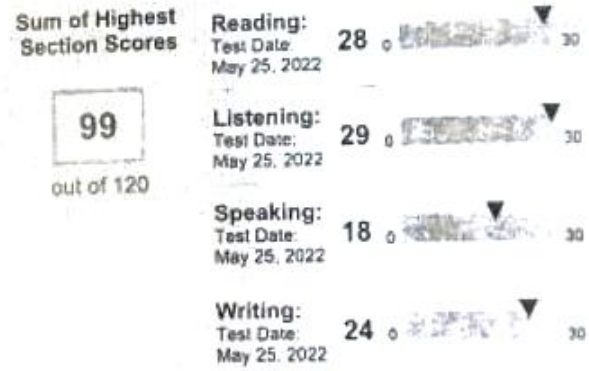 Sum of Highest
Section Scores
99
out of 120
Reading:
Test Date:
May 25, 2022
28 0 30
Listening:
Test Date:
May 25, 2022
29 0 30
Speaking:
Test Date:
May 25, 2022
18 0 30
Writing:
Test Date:
May 25, 2022
24 0 30